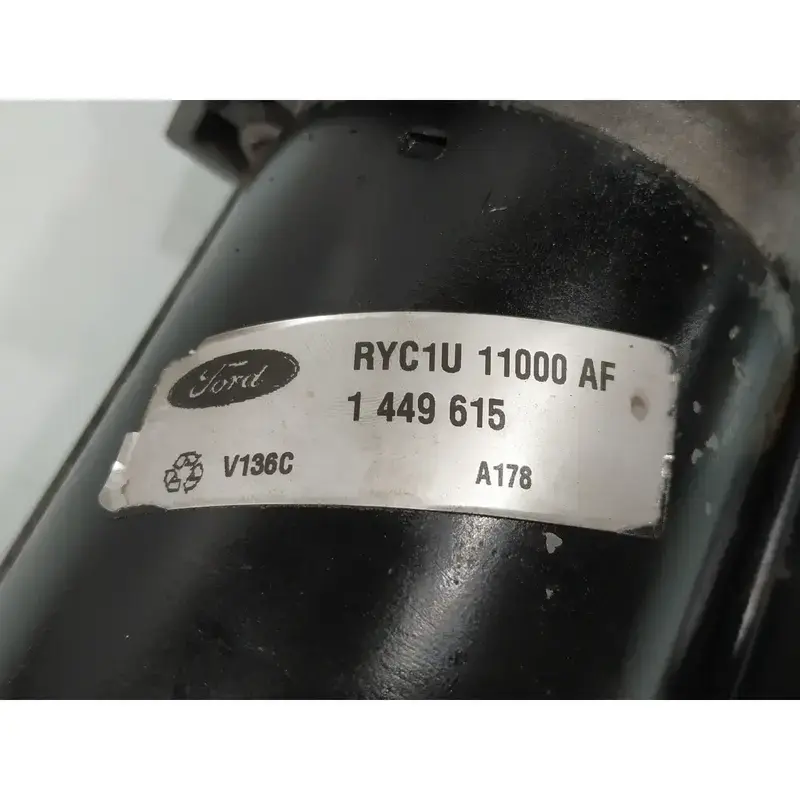 Ford
RYC1U 11000 AF
1 449 615
V136C
A178